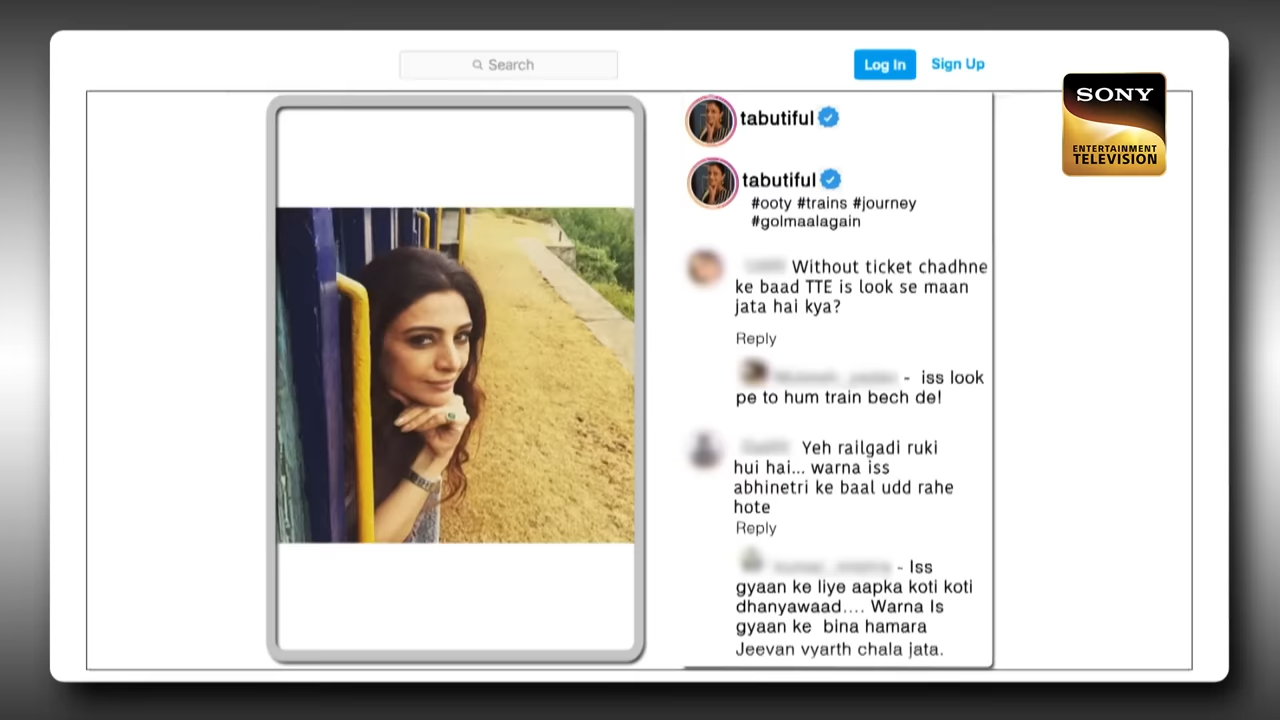 Search
Log In
Sign Up
SONY
ENTERTAINMENT
TELEVISION
tabutiful
tabutiful
#ooty #trains #journey
#golmaalagain
Without ticket chadhne
ke baad TTE is look se maan
jata hai kya?
Reply
- iss look
pe to hum train bech de!
Yeh railgadi ruki
hui hai... warna iss
abhinetri ke baal udd rahe
hote
Reply
- Iss
gyaan ke liye aapka koti koti
dhanyawaad.... Warna Is
gyaan ke bina hamara
Jeevan vyarth chala jata.